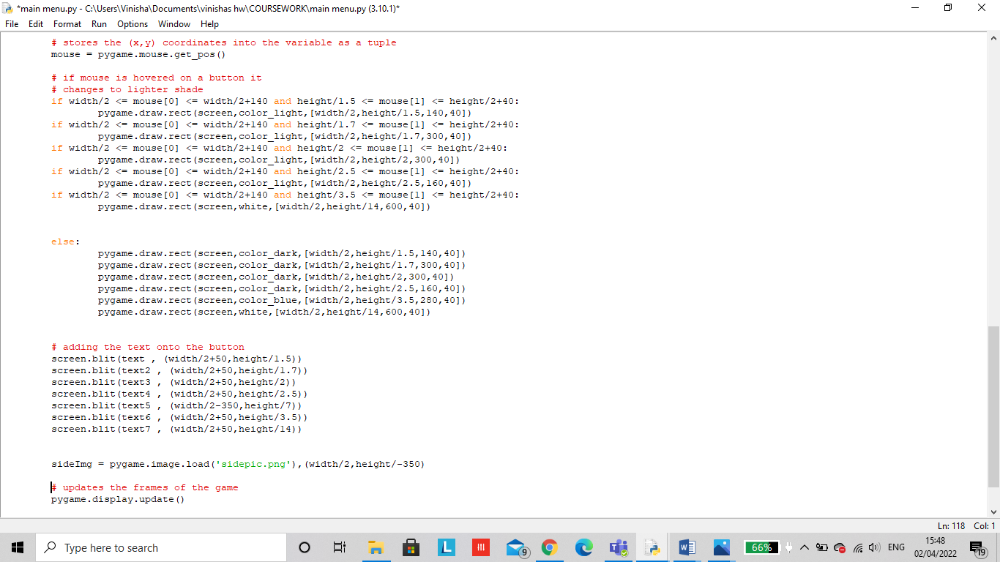 *main menu.py - C:\Users\Vinisha\Documents\vinishas hw\COURSEWORK\main menu.py (3.10.1)*
File Edit Format Run Options Window Help
# stores the (x,y) coordinates into the variable as a tuple
mouse = pygame.mouse.get_pos()
# if mouse is hovered on a button it
# changes to lighter shade
if width/2 <= mouse[0] <= width/2+140 and height/1.5 <= mouse[1] <= height/2+40:
pygame.draw.rect(screen,color_light,[width/2,height/1.5,140,40])
if width/2 <= mouse[0] <= width/2+140 and height/1.7 <= mouse[1] <= height/2+40:
pygame.draw.rect(screen,color_light,[width/2,height/1.7,300,40])
if width/2 <= mouse[0] <= width/2+140 and height/2 <= mouse[1] <= height/2+40:
pygame.draw.rect(screen,color_light,[width/2,height/2,300,40])
if width/2 <= mouse[0] <= width/2+140 and height/2.5 <= mouse[1] <= height/2+40:
pygame.draw.rect(screen,color_light,[width/2,height/2.5,160,40])
if width/2 <= mouse[0] <= width/2+140 and height/3.5 <= mouse[1] <= height/2+40:
pygame.draw.rect(screen,white,[width/2,height/14,600,40])
else:
pygame.draw.rect(screen,color_dark,[width/2,height/1.5,140,40])
pygame.draw.rect(screen,color_dark,[width/2,height/1.7,300,40])
pygame.draw.rect(screen,color_dark,[width/2,height/2,300,40])
pygame.draw.rect(screen,color_dark,[width/2,height/2.5,160,40])
pygame.draw.rect(screen,color_blue,[width/2,height/3.5,280,40])
pygame.draw.rect(screen,white,[width/2,height/14,600,40])
# adding the text onto the button
screen.blit(text , (width/2+50,height/1.5))
screen.blit(text2 , (width/2+50,height/1.7))
screen.blit(text3 , (width/2+50,height/2))
screen.blit(text4 , (width/2+50,height/2.5))
screen.blit(text5 , (width/2-350,height/7))
screen.blit(text6 , (width/2+50,height/3.5))
screen.blit(text7 , (width/2+50,height/14))
sideImg = pygame.image.load('sidepic.png'),(width/2,height/-350)
# updates the frames of the game
pygame.display.update()
Ln: 118 Col: 1
Type here to search
L
9
W
66%
ENG
15:48
02/04/2022
19